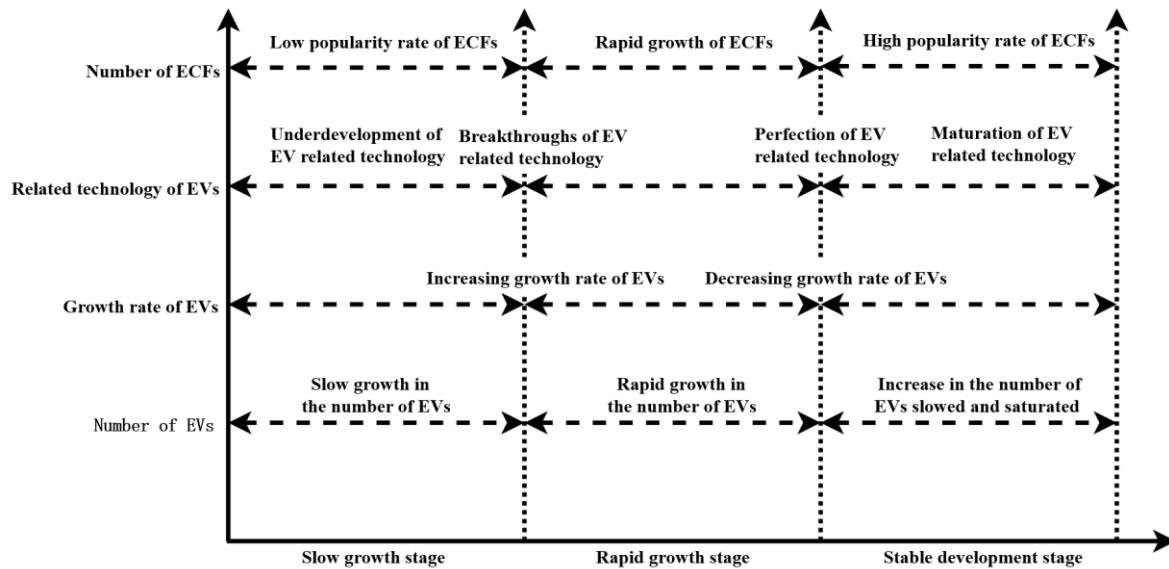 Low popularity rate of ECFs
Rapid growth of ECFs
High popularity rate of ECFs
Number of ECFs
Underdevelopment of
EV related technology
Breakthroughs of EV
related technology
Perfection of EV
related technology
Maturation of EV
related technology
Related technology of EVs
Increasing growth rate of EVs
Decreasing growth rate of EVs
Growth rate of EVs
Slow growth in
the number of EVs
Rapid growth in
the number of EVs
Increase in the number of
EVs slowed and saturated
Number of EVs
Slow growth stage
Rapid growth stage
Stable development stage